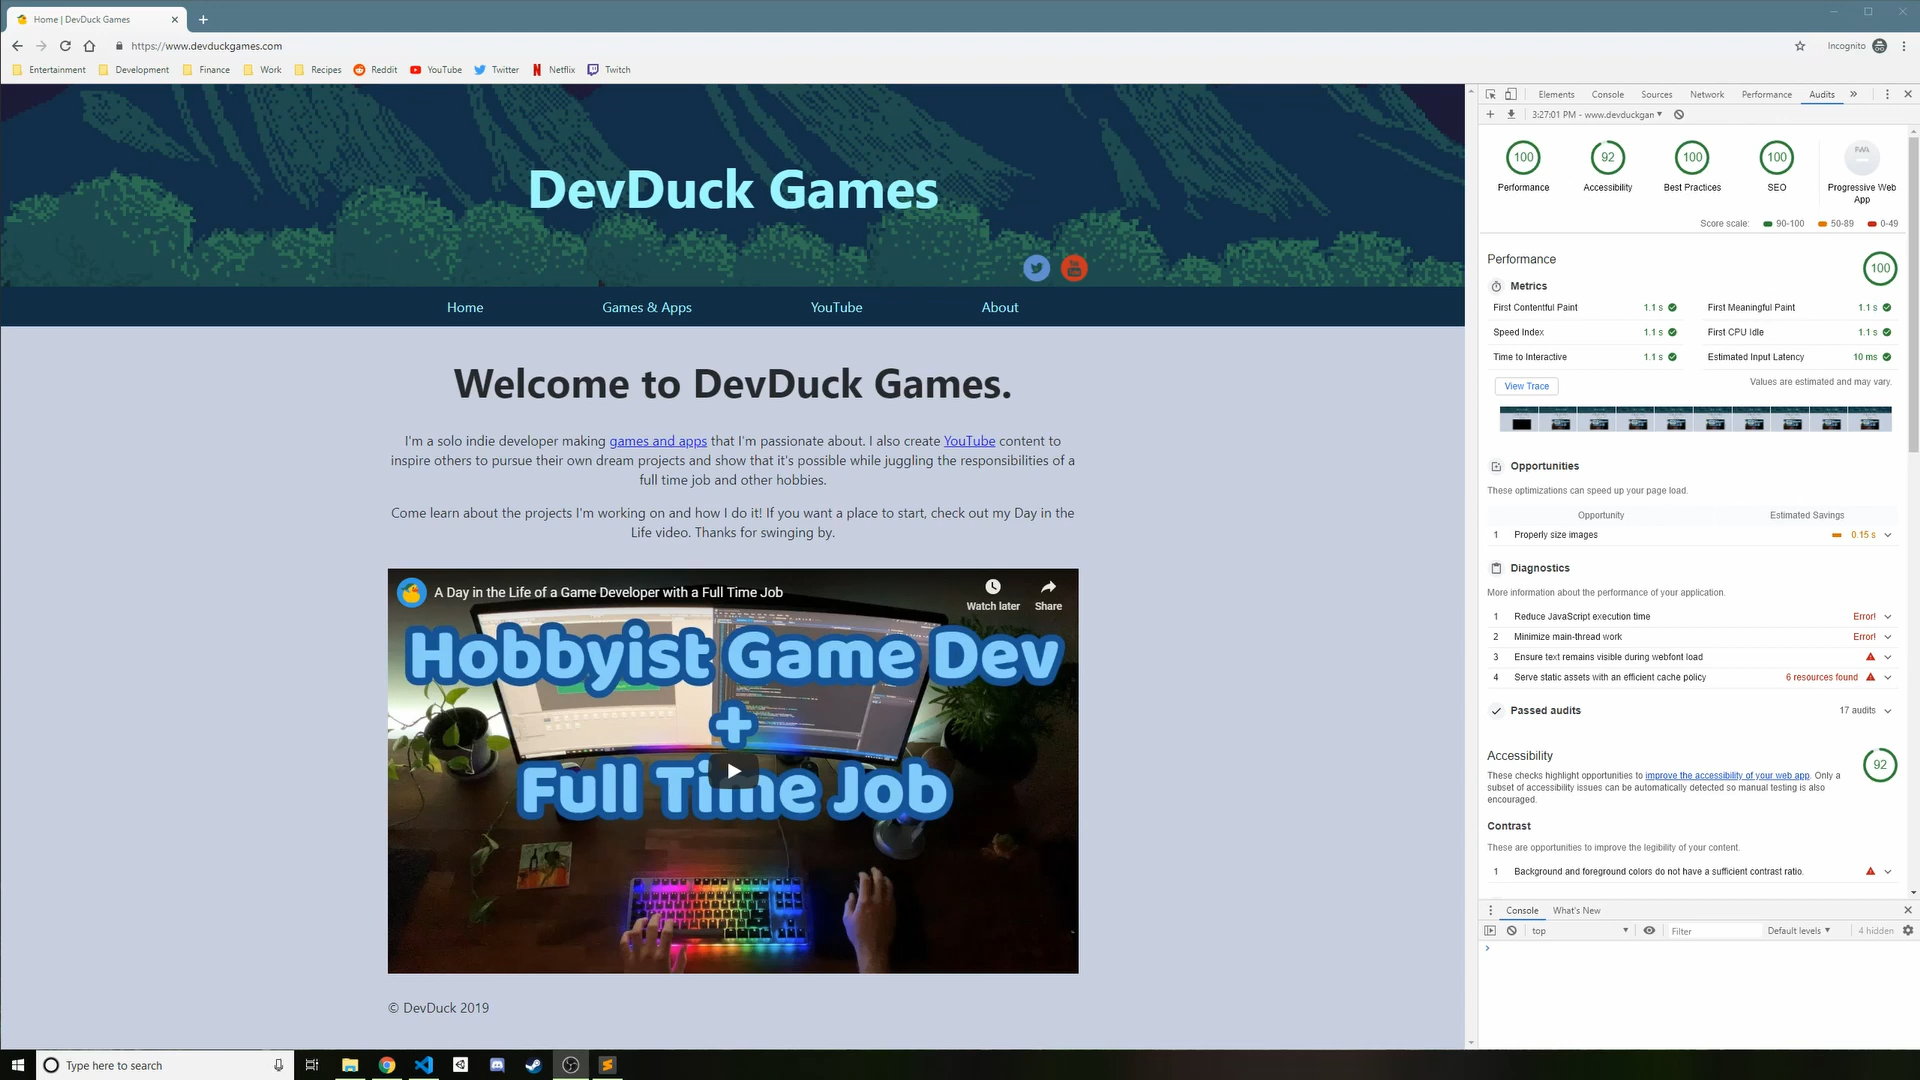 Home | DevDuck Games
https://www.devduckgames.com
Incognito
Entertainment Development Finance Work Recipes Reddit YouTube Twitter Netflix Twitch
DevDuck Games
Home Games & Apps YouTube About
Welcome to DevDuck Games.
I'm a solo indie developer making games and apps that I'm passionate about. I also create YouTube content to
inspire others to pursue their own dream projects and show that it's possible while juggling the responsibilities of a
full time job and other hobbies.
Come learn about the projects I'm working on and how I do it! If you want a place to start, check out my Day in the
Life video. Thanks for swinging by.
A Day in the Life of a Game Developer with a Full Time Job
Watch later Share
Hobbyist Game Dev
+
Full Time Job
© DevDuck 2019
Elements Console Sources Network Performance Audits
3:27:01 PM - www.devduckgan
100 92 100 100 PWA
Performance Accessibility Best Practices SEO Progressive Web
App
Score scale: 90-100 50-89 0-49
Performance 100
Metrics
First Contentful Paint 1.1 s First Meaningful Paint 1.1 s
Speed Index 1.1 s First CPU Idle 1.1 s
Time to Interactive 1.1 s Estimated Input Latency 10 ms
View Trace Values are estimated and may vary.
Opportunities
These optimizations can speed up your page load.
Opportunity Estimated Savings
1 Properly size images 0.15 s
Diagnostics
More information about the performance of your application.
1 Reduce JavaScript execution time Error!
2 Minimize main-thread work Error!
3 Ensure text remains visible during webfont load
4 Serve static assets with an efficient cache policy 6 resources found
Passed audits 17 audits
Accessibility 92
These checks highlight opportunities to improve the accessibility of your web app. Only a
subset of accessibility issues can be automatically detected so manual testing is also
encouraged.
Contrast
These are opportunities to improve the legibility of your content.
1 Background and foreground colors do not have a sufficient contrast ratio.
Console What's New
top Filter Default levels 4 hidden
Type here to search